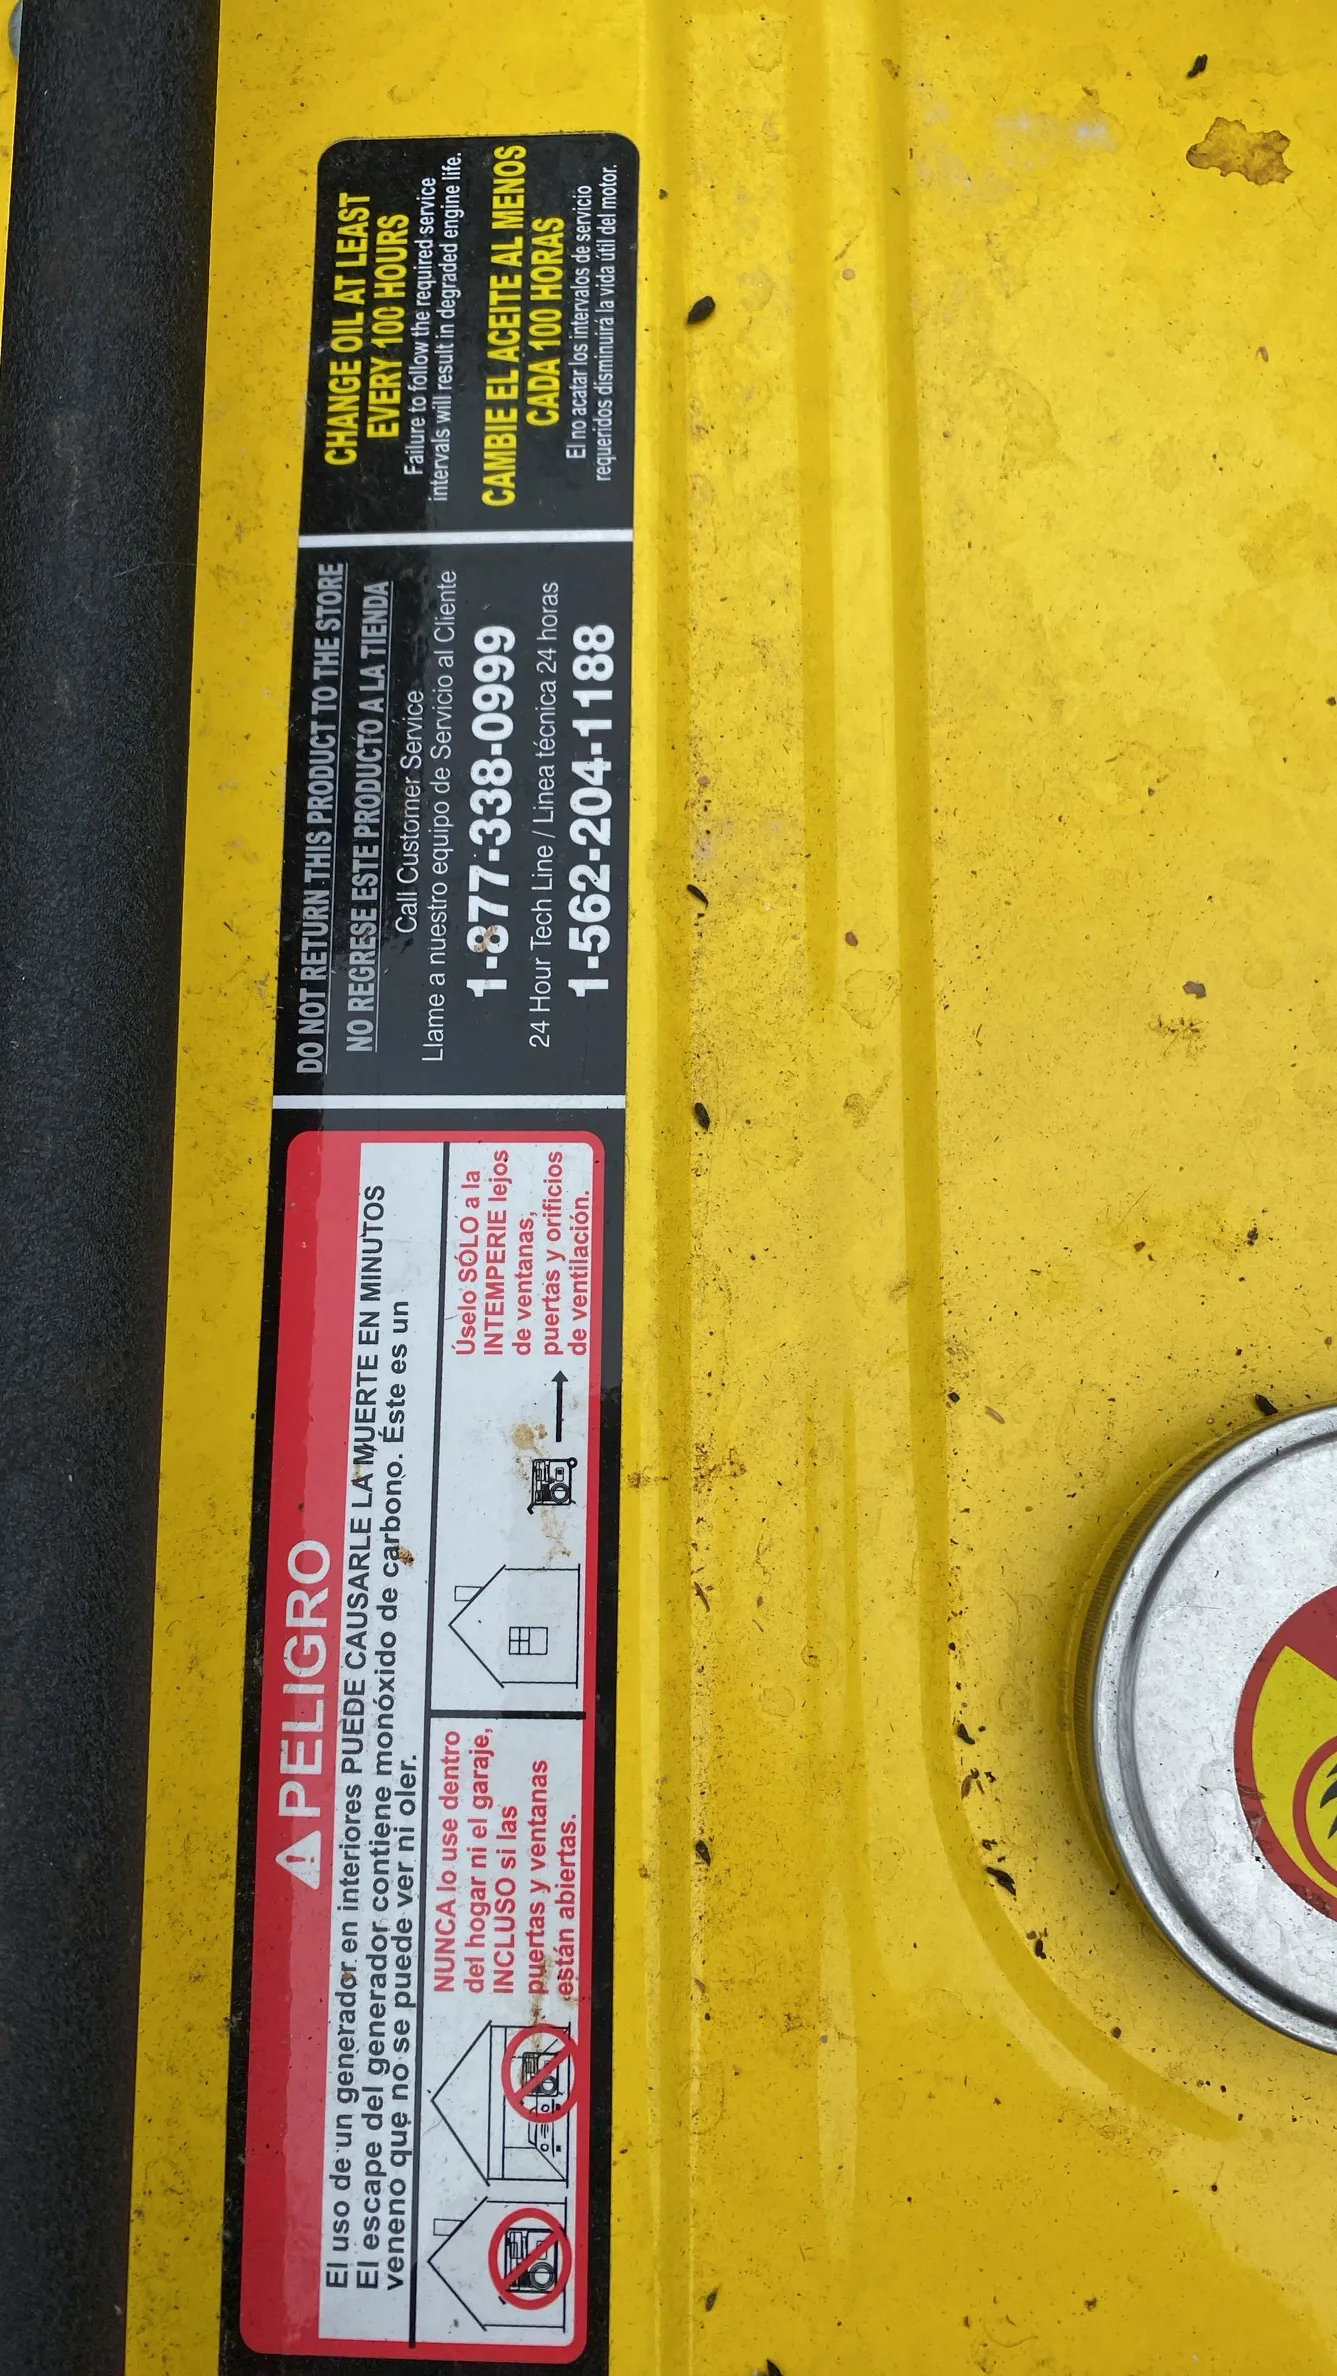 ⚠PELIGRO
El uso de un generador en interiores PUEDE CAUSARLE LA MUERTE EN MINUTOS
El escape del generador contiene monóxido de carbono. Éste es un
veneno que no se puede ver ni oler.
NUNCA lo use dentro
del hogar ni el garaje,
INCLUSO si las
puertas y ventanas
están abiertas.
Úselo SÓLO a la
INTEMPERIE lejos
de ventanas,
puertas y orificios
de ventilación.
DO NOT RETURN THIS PRODUCT TO THE STORE
NO REGRESE ESTE PRODUCTO A LA TIENDA
Call Customer Service
Llame a nuestro equipo de Servicio al Cliente
1-877-338-0999
24 Hour Tech Line / Linea técnica 24 horas
1-562-204-1188
CHANGE OIL AT LEAST
EVERY 100 HOURS
Failure to follow the required service
intervals will result in degraded engine life.
CAMBIE EL ACEITE AL MENOS
CADA 100 HORAS
El no acatar los intervalos de servicio
requeridos disminuirá la vida útil del motor.